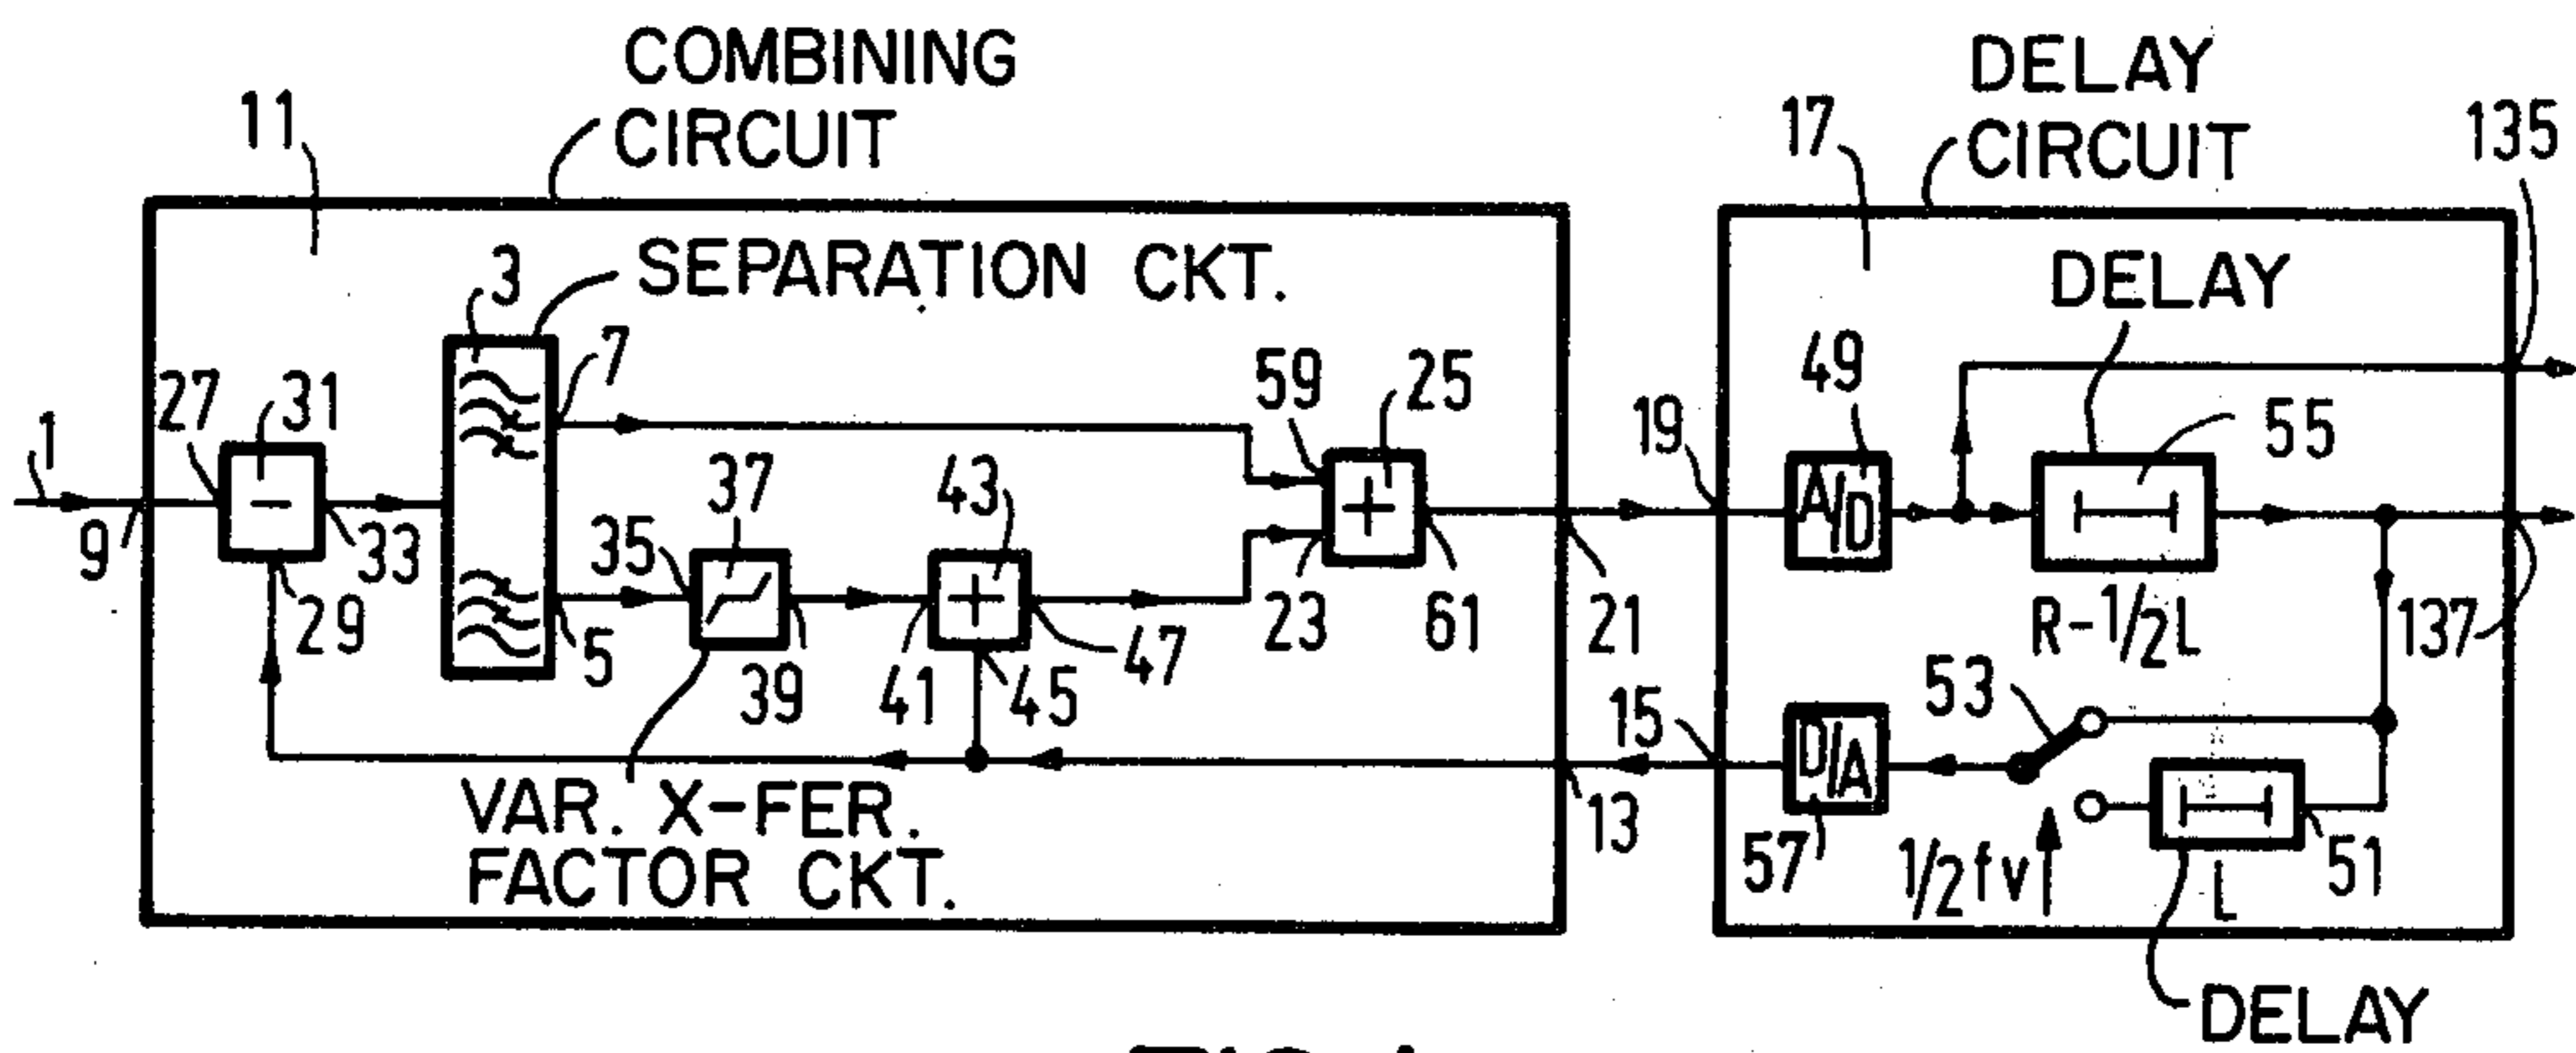 COMBINING
CIRCUIT
DELAY
CIRCUIT
11
17
135
SEPARATION CKT.
DELAY
3
7
59
25
49
55
1
27
31
19
A/D
9
33
29
35
37
43
5
39
41
45
47
23
61
21
R-1/2L
137
53
15
13
D/A
57
1/2fv
L
51
VAR. X-FER.
FACTOR CKT.
DELAY